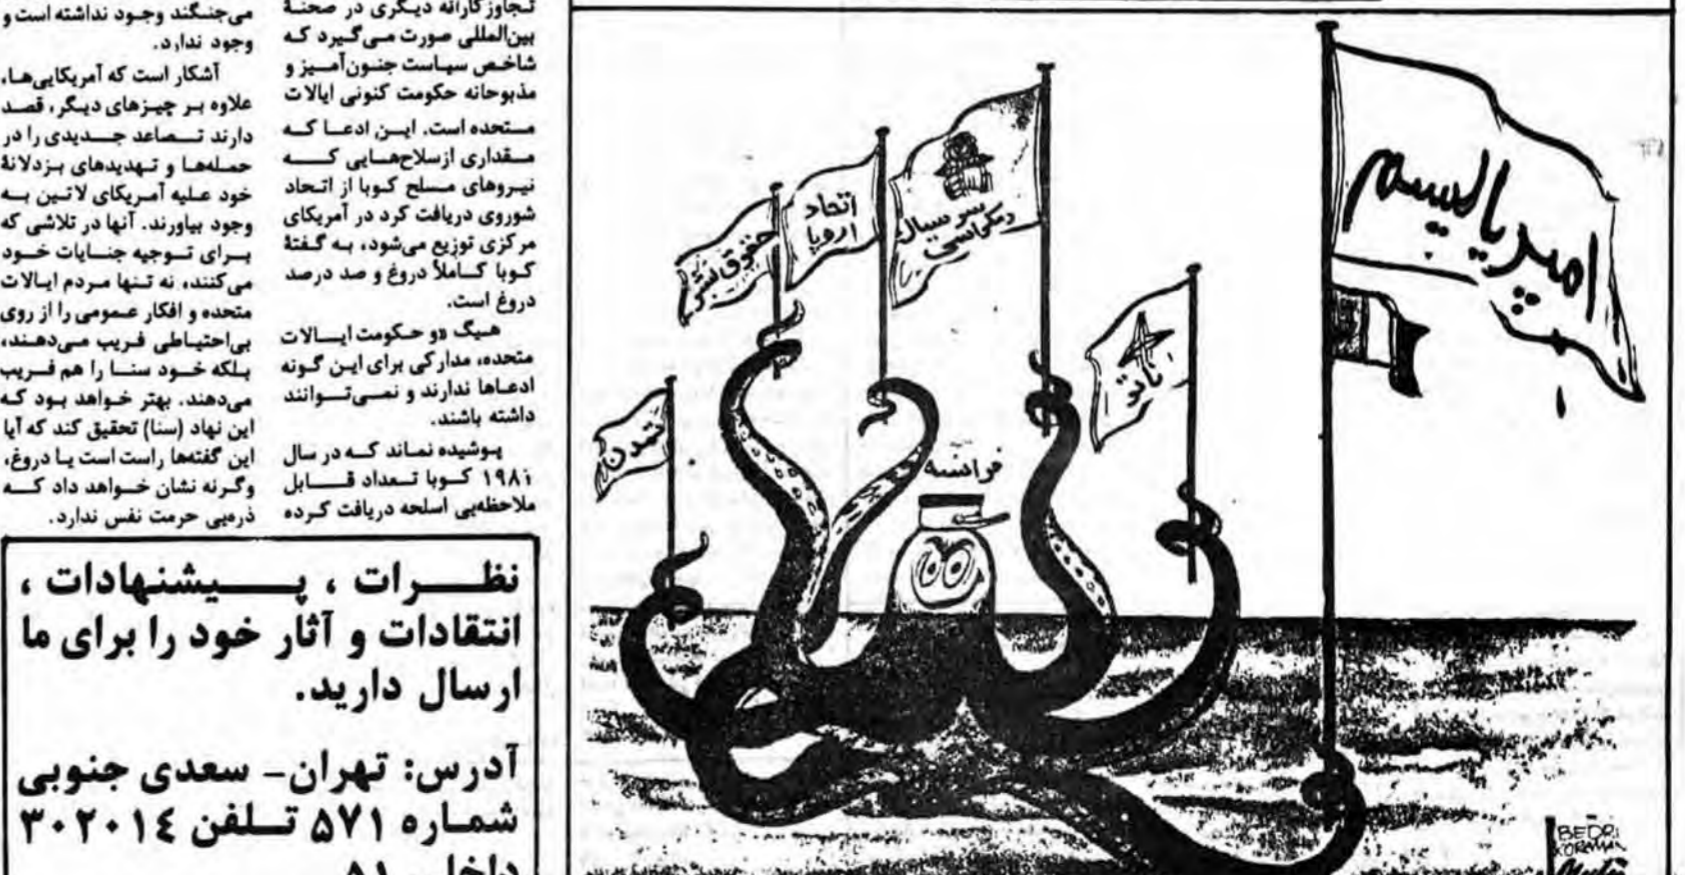 تجاوزکارانه دیگری در صحنهٔ
بین‌المللی صورت می‌گیرد که
شاخص سیاست جنون‌آمیز و
مذبوحانه حکومت کنونی ایالات
متحده است. این ادعا که
مقداری ازسلاح‌هایی که
نیروهای مسلح کوبا از اتحاد
شوروی دریافت کرد در آمریکای
مرکزی توزیع می‌شود، به گفتهٔ
کوبا کاملاً دروغ و صد درصد
دروغ است.
هیگ «و حکومت ایالات
متحده، مدارکی برای این گونه
ادعاها ندارند و نمی‌توانند
داشته باشند.
پوشیده نماند که در سال
۱۹۸۱ کوبا تعداد قابل
ملاحظه‌یی اسلحه دریافت کرده
می‌جنگند وجود نداشته است و
وجود ندارد.
آشکار است که آمریکایی‌ها،
علاوه بر چیزهای دیگر، قصد
دارند تصاعد جدیدی را در
حمله‌ها و تهدیدهای بزدلانهٔ
خود علیه آمریکای لاتین به
وجود بیاورند. آنها در تلاشی که
برای توجیه جنایات خود
می‌کنند، نه تنها مردم ایالات
متحده و افکار عمومی را از روی
بی‌احتیاطی فریب می‌دهند،
بلکه خود سنا را هم فریب
می‌دهند. بهتر خواهد بود که
این نهاد (سنا) تحقیق کند که آیا
این گفته‌ها راست است یا دروغ،
وگرنه نشان خواهد داد که
ذره‌یی حرمت نفس ندارد.
نظرات ، پیشنهادات ،
انتقادات و آثار خود را برای ما
ارسال دارید.
آدرس: تهران- سعدی جنوبی
شماره ۵۷۱ تلفن ۳۰۲۰۱٤
داخلی ۵۱
امپریالیسم
سوسیال
دمکراسی
اتحاد
اروپا
حقوق بشر
ناتو
تمدن
فرانسه
BEDRİ
KORAMAN